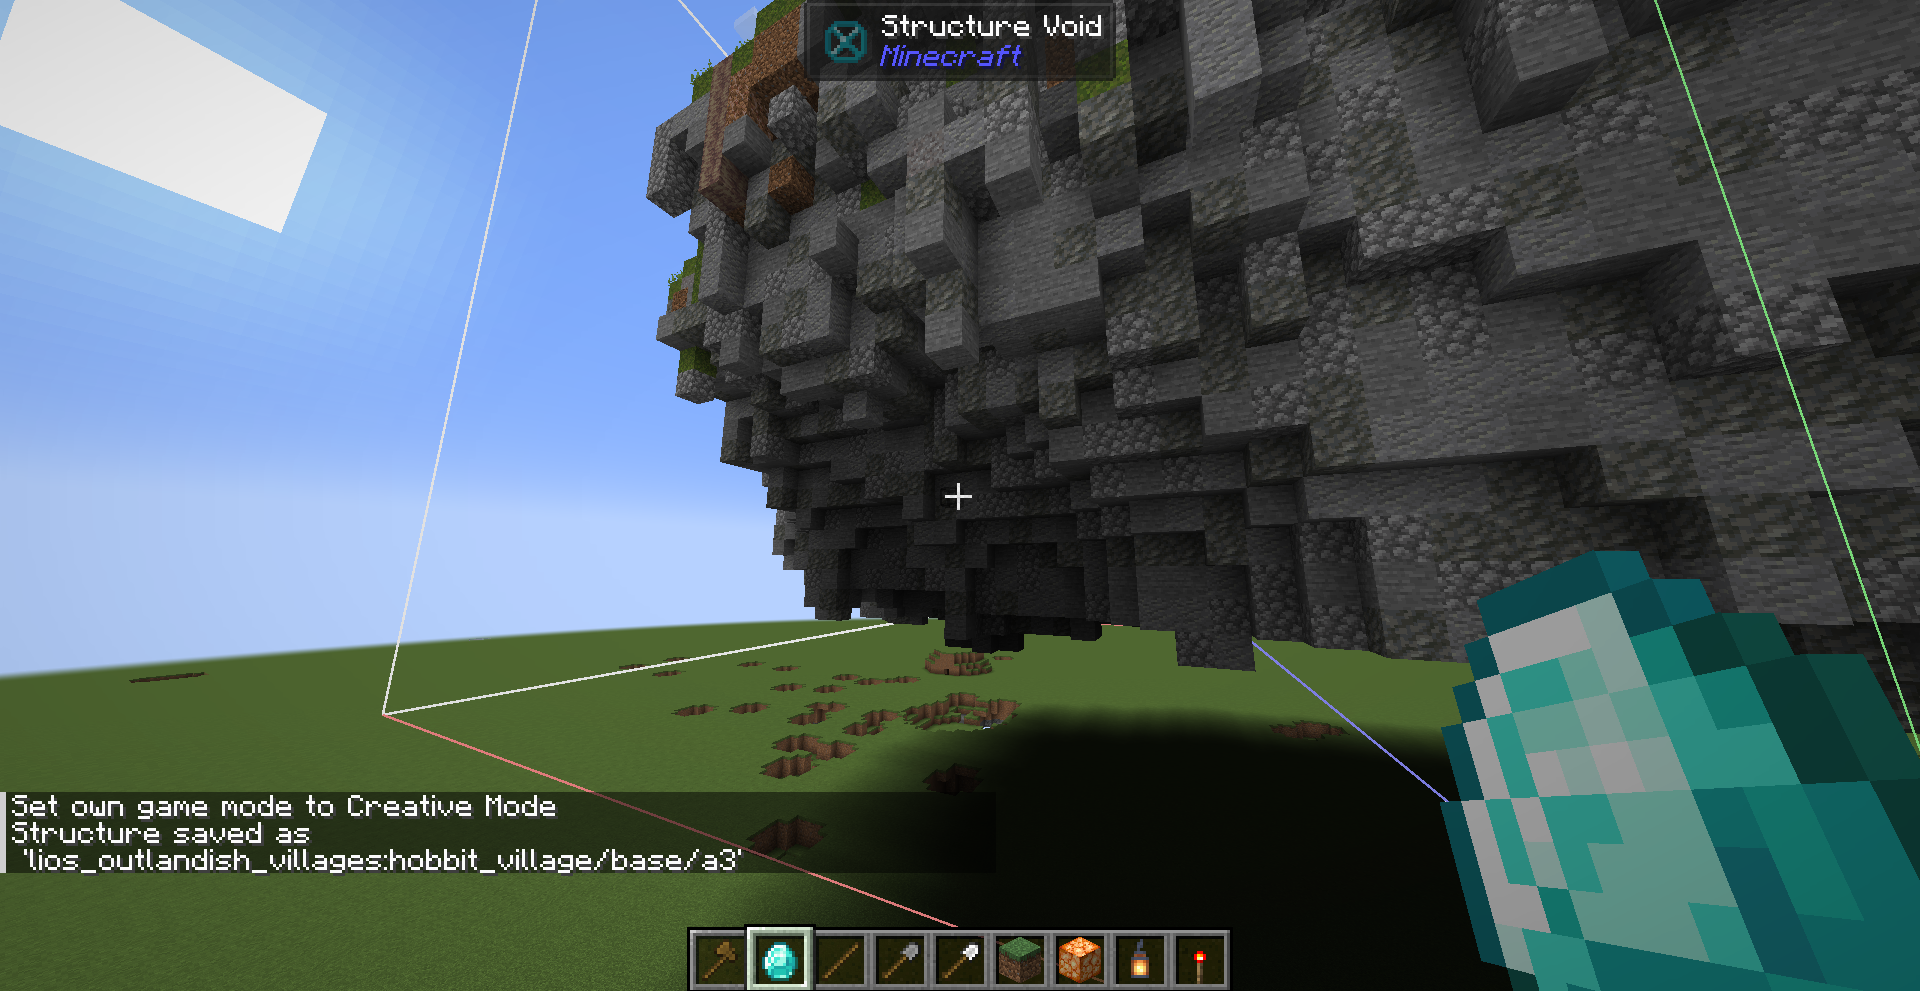 Structure Void
Minecraft
Set own game mode to Creative Mode
Structure saved as
'lios_outlandish_villages:hobbit_village/base/a3'